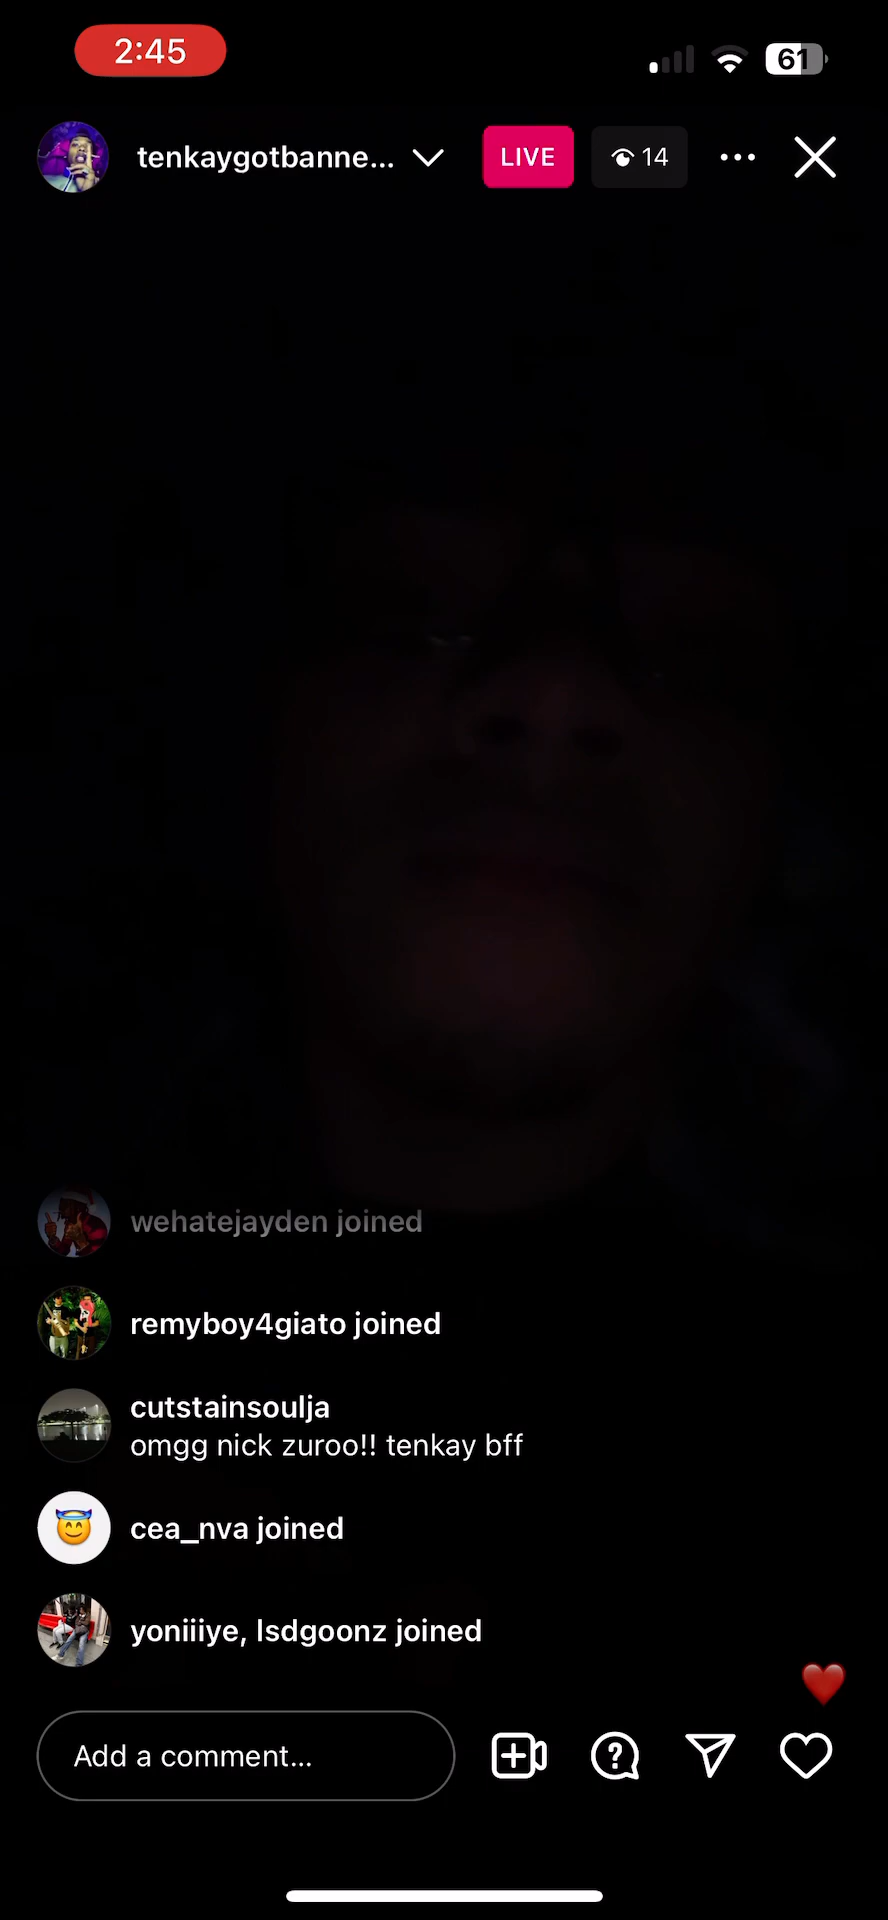 2:45
61
tenkaygotbanne...
LIVE
14
wehatejayden joined
remyboy4giato joined
cutstainsoulja
omgg nick zuroo!! tenkay bff
cea_nva joined
yoniiiye, lsdgoonz joined
Add a comment...